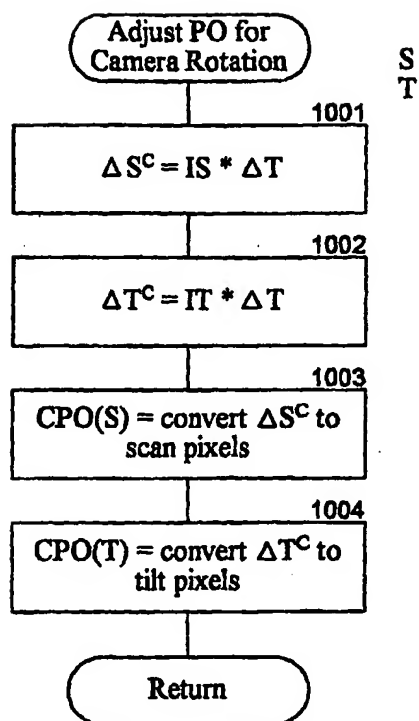 Adjust PO for
Camera Rotation
S
T
1001
ΔS^C = IS * ΔT
1002
ΔT^C = IT * ΔT
1003
CPO(S) = convert ΔS^C to
scan pixels
1004
CPO(T) = convert ΔT^C to
tilt pixels
Return